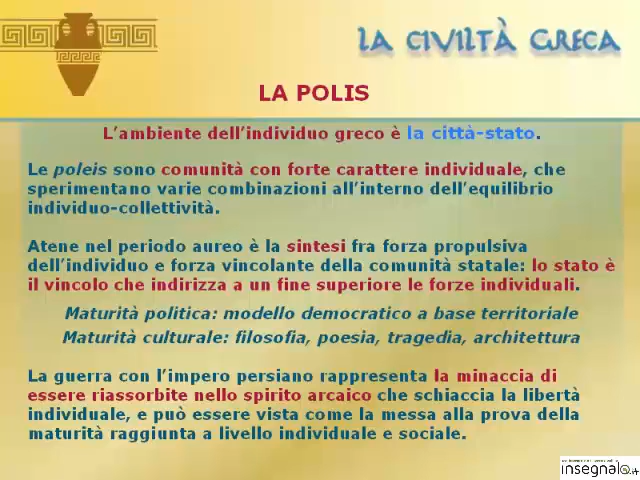 LA CIVILTÀ GRECA
LA POLIS
L'ambiente dell'individuo greco è la città-stato.
Le poleis sono comunità con forte carattere individuale, che
sperimentano varie combinazioni all'interno dell'equilibrio
individuo-collettività.
Atene nel periodo aureo è la sintesi fra forza propulsiva
dell'individuo e forza vincolante della comunità statale: lo stato è
il vincolo che indirizza a un fine superiore le forze individuali.
Maturità politica: modello democratico a base territoriale
Maturità culturale: filosofia, poesia, tragedia, architettura
La guerra con l'impero persiano rappresenta la minaccia di
essere riassorbite nello spirito arcaico che schiaccia la libertà
individuale, e può essere vista come la messa alla prova della
maturità raggiunta a livello individuale e sociale.
insegnalo.it